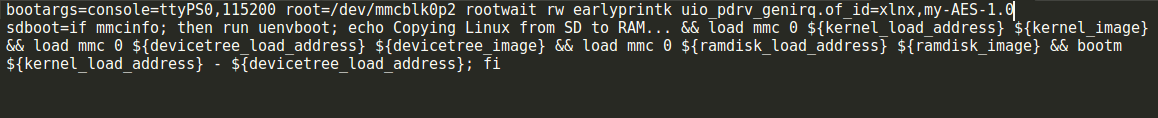 bootargs=console=ttyPS0,115200 root=/dev/mmcblk0p2 rootwait rw earlyprintk uio_pdrv_genirq.of_id=xlnx,my-AES-1.0
sdboot=if mmcinfo; then run uenvboot; echo Copying Linux from SD to RAM... && load mmc 0 ${kernel_load_address} ${kernel_image}
&& load mmc 0 ${devicetree_load_address} ${devicetree_image} && load mmc 0 ${ramdisk_load_address} ${ramdisk_image} && bootm
${kernel_load_address} - ${devicetree_load_address}; fi